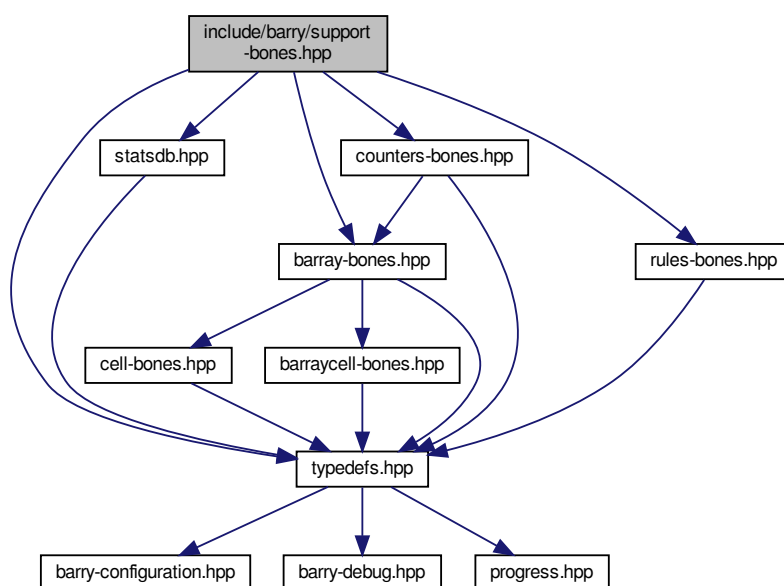 include/barry/support
-bones.hpp
statsdb.hpp
counters-bones.hpp
barray-bones.hpp
rules-bones.hpp
cell-bones.hpp
barraycell-bones.hpp
typedefs.hpp
barry-configuration.hpp
barry-debug.hpp
progress.hpp